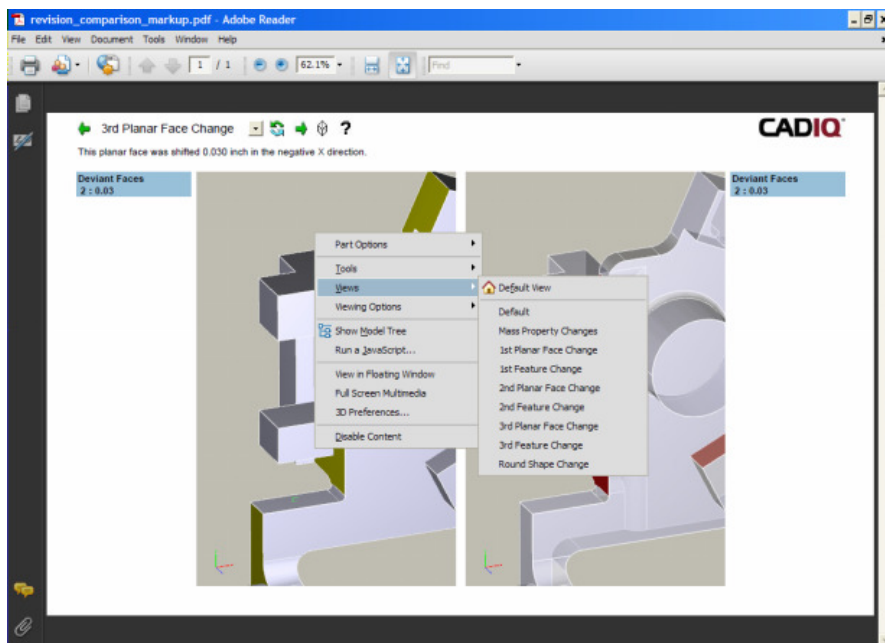 revision_comparison_markup.pdf - Adobe Reader
File Edit View Document Tools Window Help
1 / 1 62.1% Find
3rd Planar Face Change ?
CADIQ
This planar face was shifted 0.030 inch in the negative X direction.
Deviant Faces
2 : 0.03
Deviant Faces
2 : 0.03
Part Options
Tools
Views
Viewing Options
Show Model Tree
Run a JavaScript...
View in Floating Window
Full Screen Multimedia
3D Preferences...
Disable Content
Default View
Default
Mass Property Changes
1st Planar Face Change
1st Feature Change
2nd Planar Face Change
2nd Feature Change
3rd Planar Face Change
3rd Feature Change
Round Shape Change